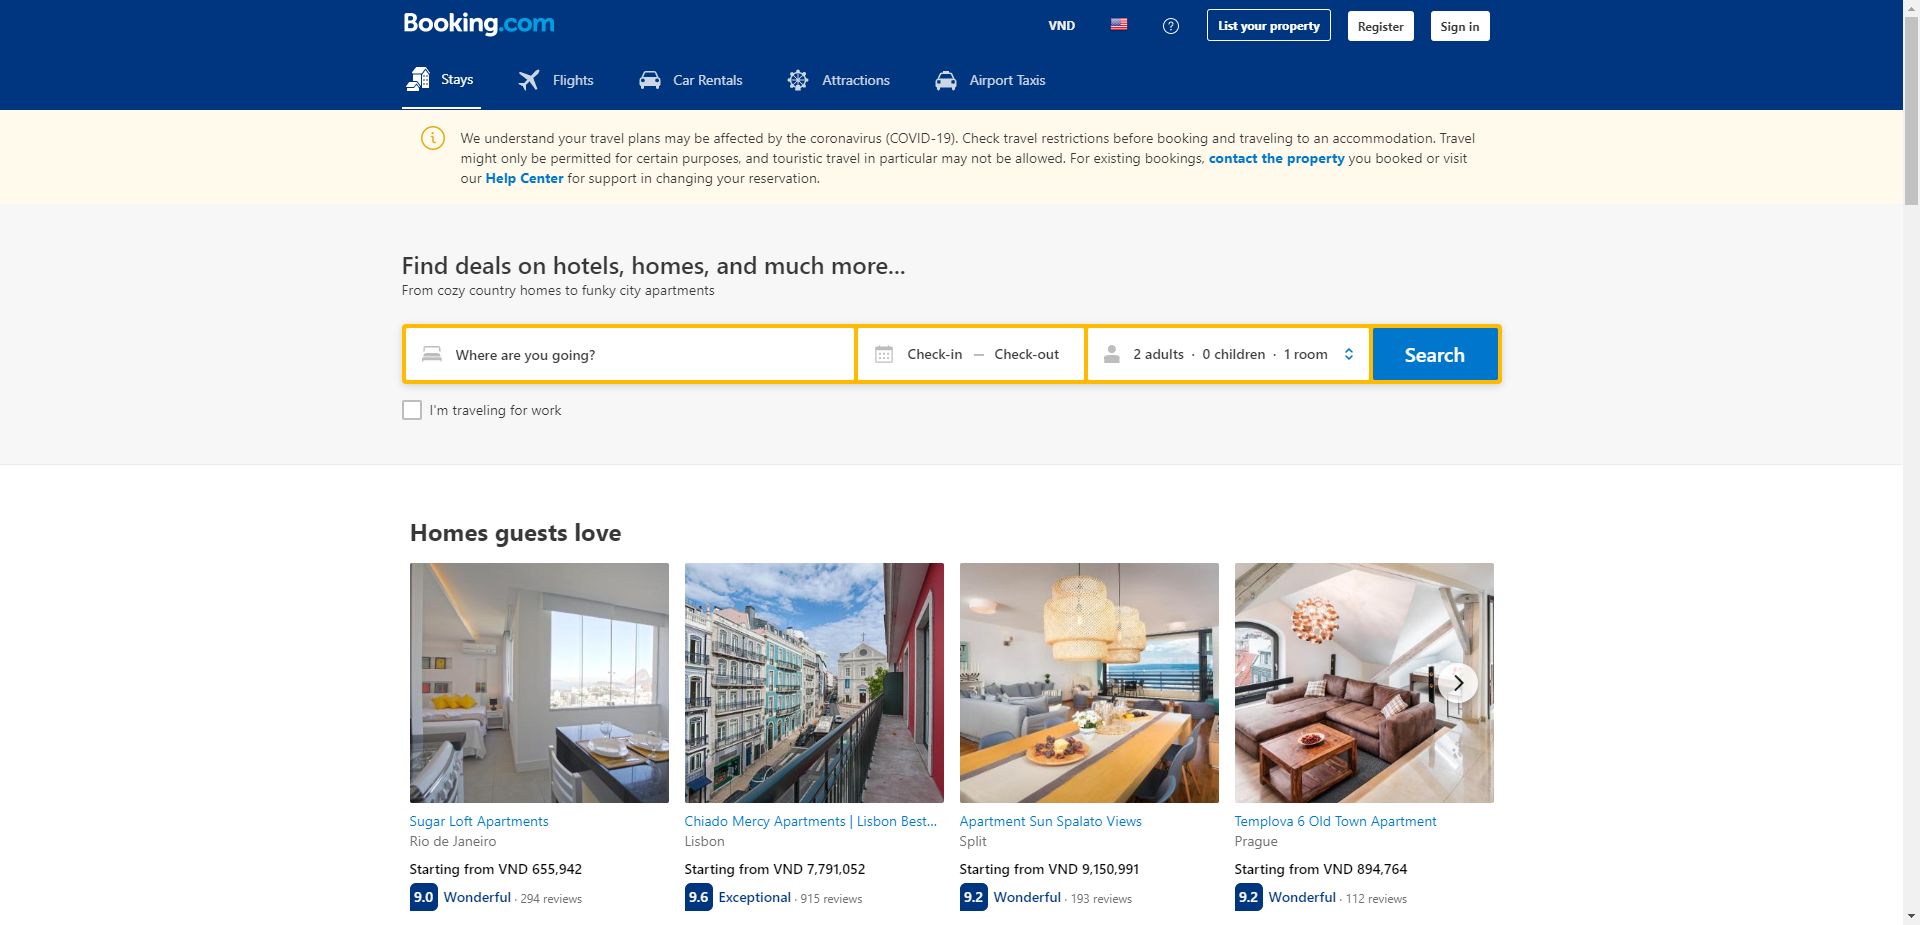 Booking.com
VND
List your property
Register
Sign in
Stays
Flights
Car Rentals
Attractions
Airport Taxis
We understand your travel plans may be affected by the coronavirus (COVID-19). Check travel restrictions before booking and traveling to an accommodation. Travel
might only be permitted for certain purposes, and touristic travel in particular may not be allowed. For existing bookings, contact the property you booked or visit
our Help Center for support in changing your reservation.
Find deals on hotels, homes, and much more...
From cozy country homes to funky city apartments
Where are you going?
Check-in — Check-out
2 adults · 0 children · 1 room
Search
I'm traveling for work
Homes guests love
Sugar Loft Apartments
Rio de Janeiro
Starting from VND 655,942
9.0 Wonderful · 294 reviews
Chiado Mercy Apartments | Lisbon Best...
Lisbon
Starting from VND 7,791,052
9.6 Exceptional · 915 reviews
Apartment Sun Spalato Views
Split
Starting from VND 9,150,991
9.2 Wonderful · 193 reviews
Templova 6 Old Town Apartment
Prague
Starting from VND 894,764
9.2 Wonderful · 112 reviews